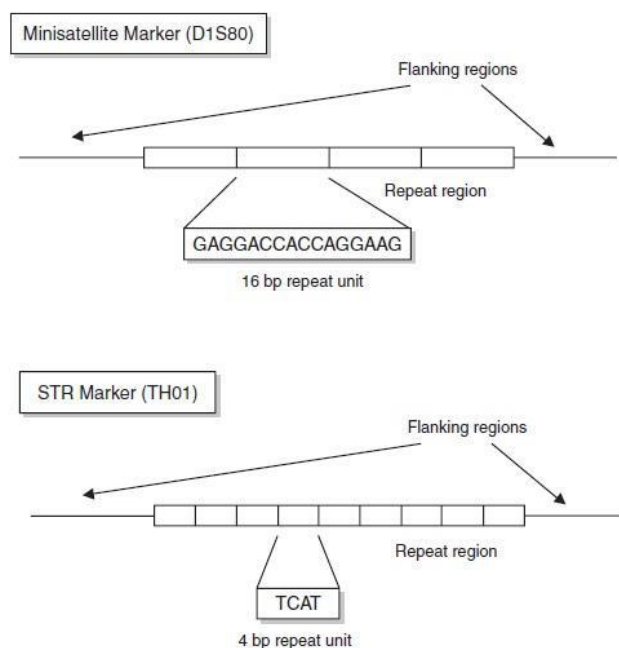 Minisatellite Marker (D1S80)
Flanking regions
Repeat region
GAGGACCACCAGGAAG
16 bp repeat unit
STR Marker (TH01)
Flanking regions
Repeat region
TCAT
4 bp repeat unit